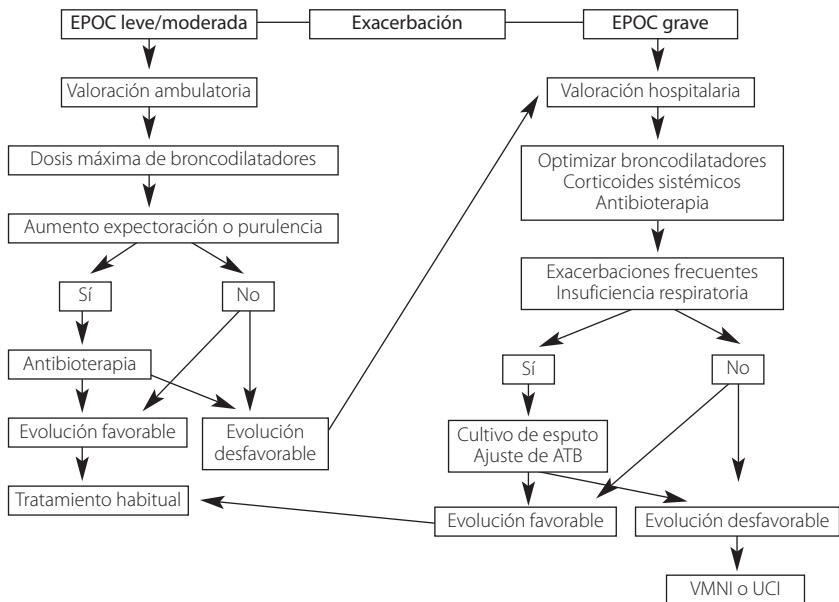 EPOC leve/moderada
Exacerbación
EPOC grave
Valoración ambulatoria
Valoración hospitalaria
Dosis máxima de broncodilatadores
Optimizar broncodilatadores
Corticoides sistémicos
Antibioterapia
Aumento expectoración o purulencia
Exacerbaciones frecuentes
Insuficiencia respiratoria
Sí
No
Sí
No
Antibioterapia
Evolución favorable
Evolución
desfavorable
Cultivo de esputo
Ajuste de ATB
Tratamiento habitual
Evolución favorable
Evolución desfavorable
VMNI o UCI